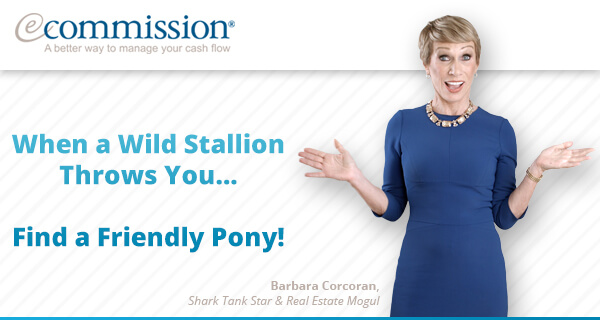 ecommission®
A better way to manage your cash flow
When a Wild Stallion
Throws You...
Find a Friendly Pony!
Barbara Corcoran,
Shark Tank Star & Real Estate Mogul